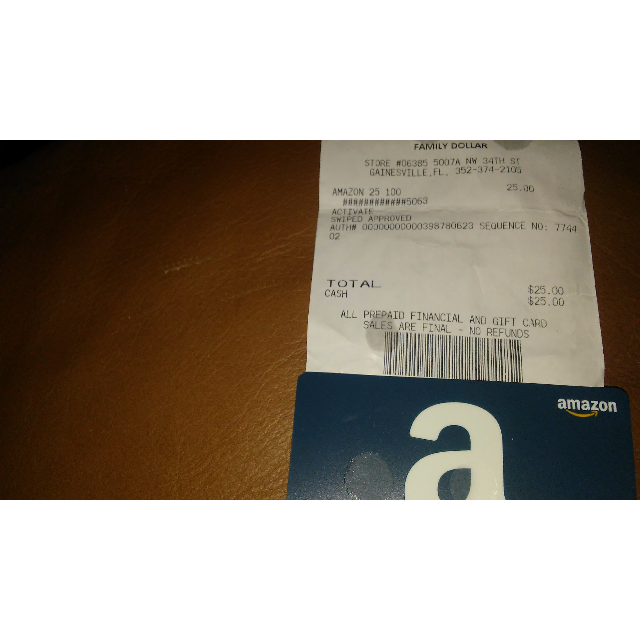 FAMILY DOLLAR
STORE #06385 5007A NW 34TH ST
GAINESVILLE,FL. 352-374-2105
AMAZON 25 100 25.00
############5063
ACTIVATE
SWIPED APPROVED
AUTH# 00000000000398780623 SEQUENCE NO: 7744
02
TOTAL $25.00
CASH $25.00
ALL PREPAID FINANCIAL AND GIFT CARD
SALES ARE FINAL - NO REFUNDS
amazon
a